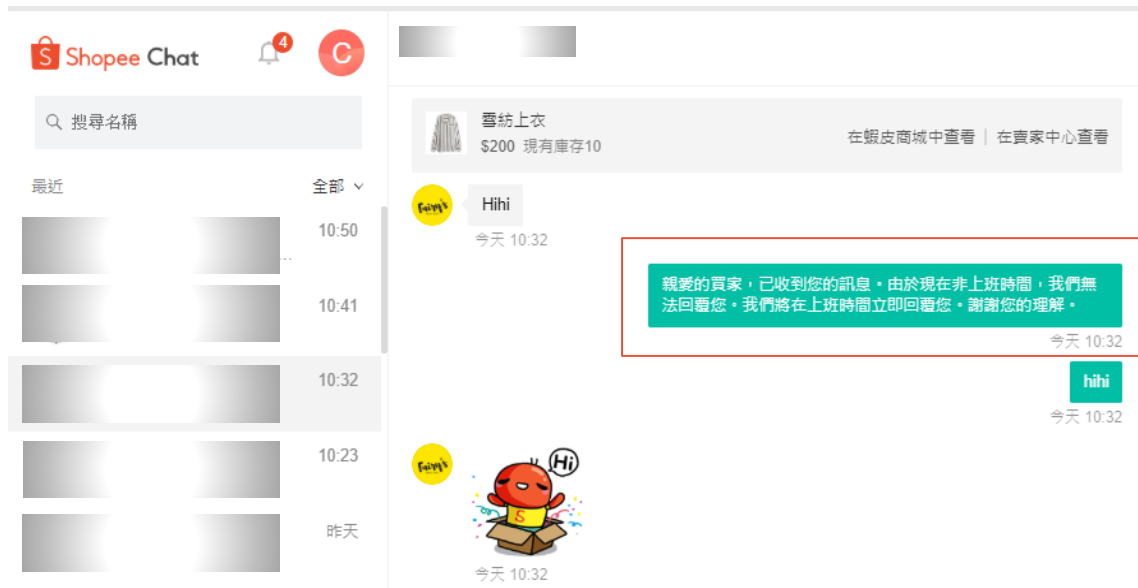 Shopee Chat
4
C
搜尋名稱
最近
全部
10:50
...
10:41
10:32
10:23
昨天
雪紡上衣
$200 現有庫存10
在蝦皮商城中查看 | 在賣家中心查看
Fairy's
Hihi
今天 10:32
親愛的買家，已收到您的訊息。由於現在非上班時間，我們無
法回覆您。我們將在上班時間立即回覆您。謝謝您的理解。
今天 10:32
hihi
今天 10:32
Fairy's
Hi
S
今天 10:32